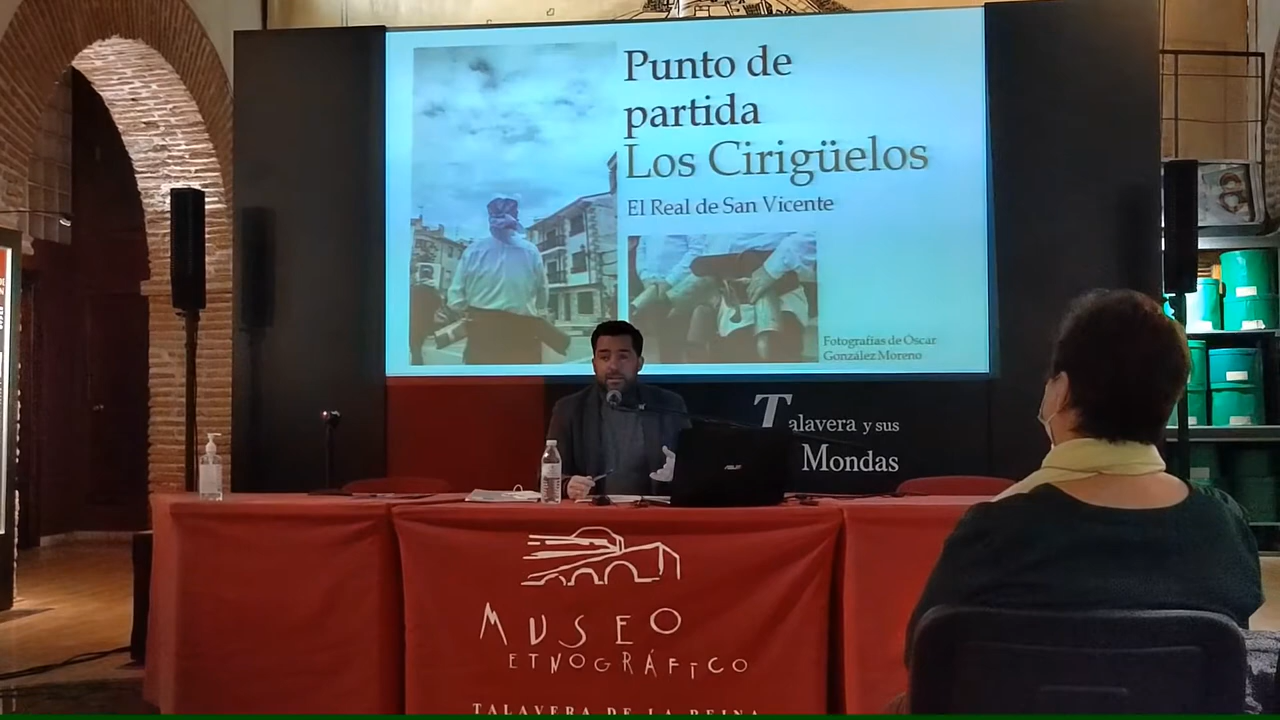 Punto de
partida
Los Cirigüelos
El Real de San Vicente
Fotografías de Óscar
González Moreno
Talavera y sus
Mondas
ASUS
MUSEO
ETNOGRÁFICO
TALAVERA DE LA REINA